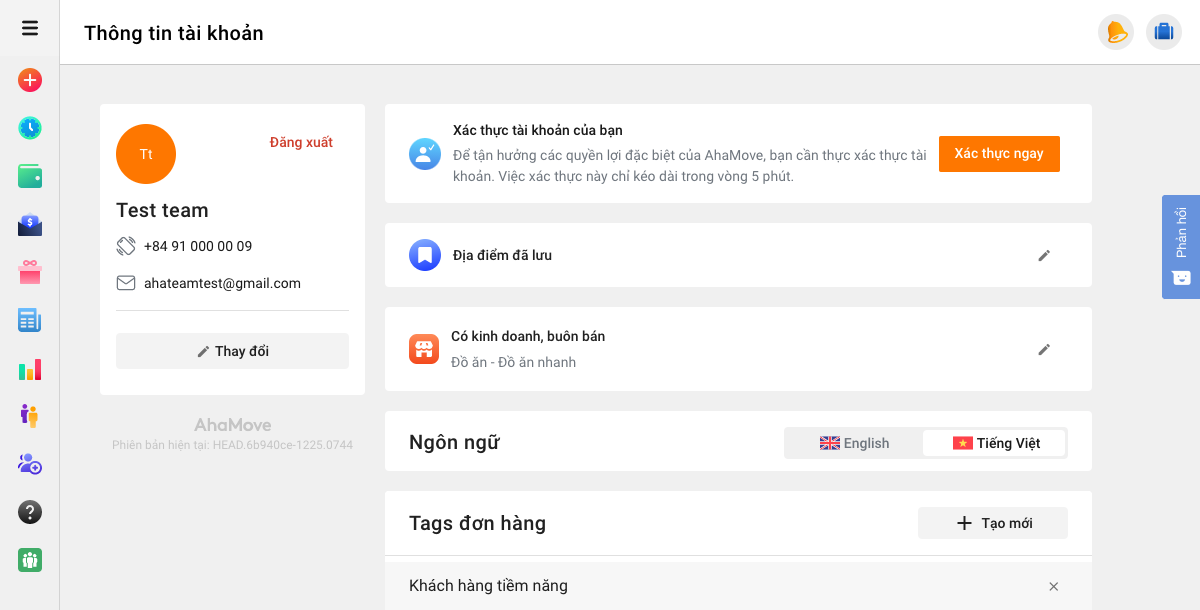 Thông tin tài khoản
Tt
Đăng xuất
Test team
+84 91 000 00 09
ahateamtest@gmail.com
Thay đổi
AhaMove
Phiên bản hiện tại: HEAD.6b940ce-1225.0744
Xác thực tài khoản của bạn
Để tận hưởng các quyền lợi đặc biệt của AhaMove, bạn cần thực xác thực tài
khoản. Việc xác thực này chỉ kéo dài trong vòng 5 phút.
Xác thực ngay
Địa điểm đã lưu
Có kinh doanh, buôn bán
Đồ ăn - Đồ ăn nhanh
Ngôn ngữ
English
Tiếng Việt
Tags đơn hàng
Tạo mới
Khách hàng tiềm năng
Phản hồi